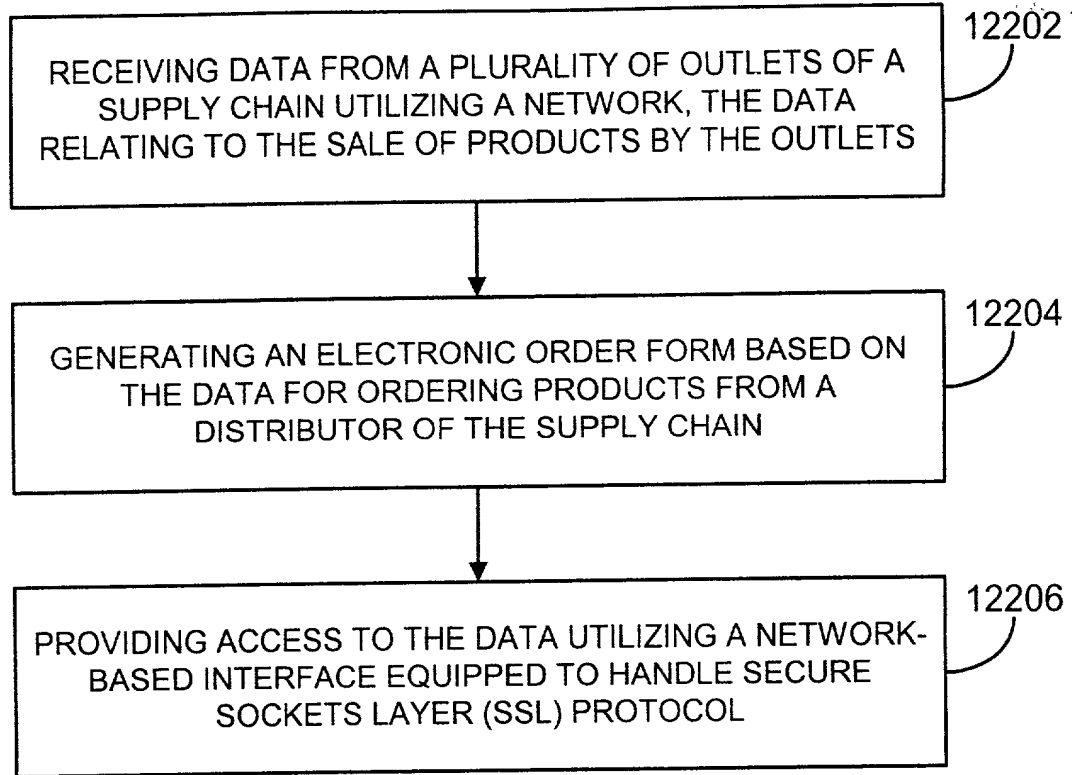 12202
RECEIVING DATA FROM A PLURALITY OF OUTLETS OF A
SUPPLY CHAIN UTILIZING A NETWORK, THE DATA
RELATING TO THE SALE OF PRODUCTS BY THE OUTLETS
12204
GENERATING AN ELECTRONIC ORDER FORM BASED ON
THE DATA FOR ORDERING PRODUCTS FROM A
DISTRIBUTOR OF THE SUPPLY CHAIN
12206
PROVIDING ACCESS TO THE DATA UTILIZING A NETWORK-
BASED INTERFACE EQUIPPED TO HANDLE SECURE
SOCKETS LAYER (SSL) PROTOCOL